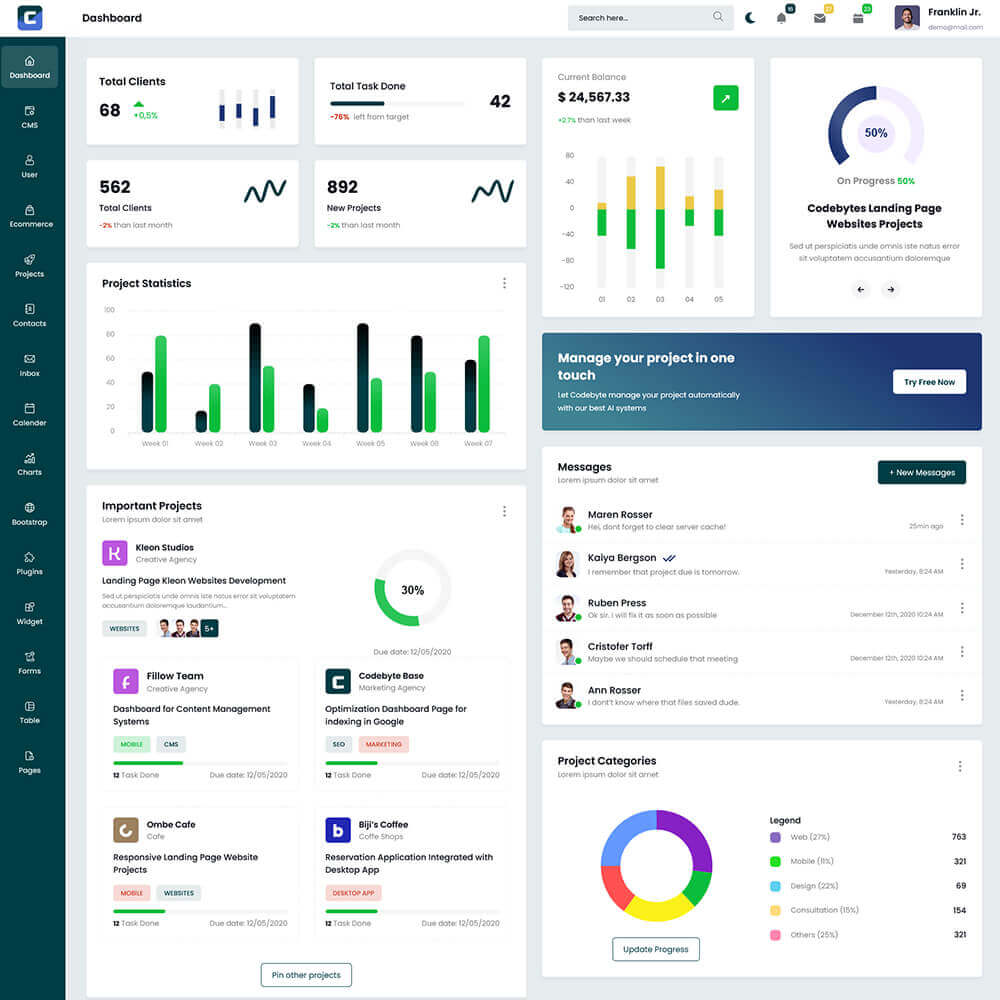 Dashboard
Search here...
16
27
23
Franklin Jr.
demo@mail.com
Dashboard
CMS
User
Ecommerce
Projects
Contacts
Inbox
Calender
Charts
Bootstrap
Plugins
Widget
Forms
Table
Pages
Total Clients
68
+0,5%
Total Task Done
42
-76% left from target
562
Total Clients
-2% than last month
892
New Projects
-2% than last month
Current Balance
$ 24,567.33
+2.7% than last week
80
40
0
-40
-80
-120
01 02 03 04 05
50%
On Progress 50%
Codebytes Landing Page
Websites Projects
Sed ut perspiciatis unde omnis iste natus error
sit voluptatem accusantium doloremque
Project Statistics
100
80
60
40
20
0
Week 01 Week 02 Week 03 Week 04 Week 05 Week 06 Week 07
Manage your project in one
touch
Let Codebyte manage your project automatically
with our best AI systems
Try Free Now
Important Projects
Lorem ipsum dolor sit amet
K
Kleon Studios
Creative Agency
Landing Page Kleon Websites Development
Sed ut perspiciatis unde omnis iste natus error sit voluptatem
accusantium doloremque laudantium...
WEBSITES
5+
30%
Due date: 12/05/2020
f
Fillow Team
Creative Agency
Dashboard for Content Management
Systems
MOBILE CMS
12 Task Done Due date: 12/05/2020
Codebyte Base
Marketing Agency
Optimization Dashboard Page for
indexing in Google
SEO MARKETING
12 Task Done Due date: 12/05/2020
Ombe Cafe
Cafe
Responsive Landing Page Website
Projects
MOBILE WEBSITES
12 Task Done Due date: 12/05/2020
b
Biji's Coffee
Coffe Shops
Reservation Application Integrated with
Desktop App
DESKTOP APP
12 Task Done Due date: 12/05/2020
Pin other projects
Messages
Lorem ipsum dolor sit amet
+ New Messages
Maren Rosser
Hei, dont forget to clear server cache!
25min ago
Kaiya Bergson
I remember that project due is tomorrow.
Yesterday, 8:24 AM
Ruben Press
Ok sir. I will fix it as soon as possible
December 12th, 2020 10:24 AM
Cristofer Torff
Maybe we should schedule that meeting
December 12th, 2020 10:24 AM
Ann Rosser
I dont't know where that files saved dude.
Yesterday, 8:24 AM
Project Categories
Lorem ipsum dolor sit amet
Update Progress
Legend
Web (27%) 763
Mobile (11%) 321
Design (22%) 69
Consultation (15%) 154
Others (25%) 321